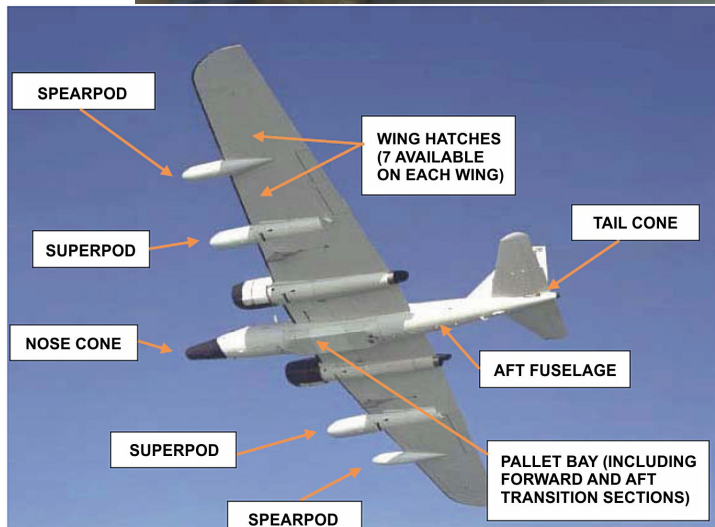 SPEARPOD
WING HATCHES
(7 AVAILABLE
ON EACH WING)
TAIL CONE
SUPERPOD
NOSE CONE
AFT FUSELAGE
SUPERPOD
PALLET BAY (INCLUDING
FORWARD AND AFT
TRANSITION SECTIONS)
SPEARPOD